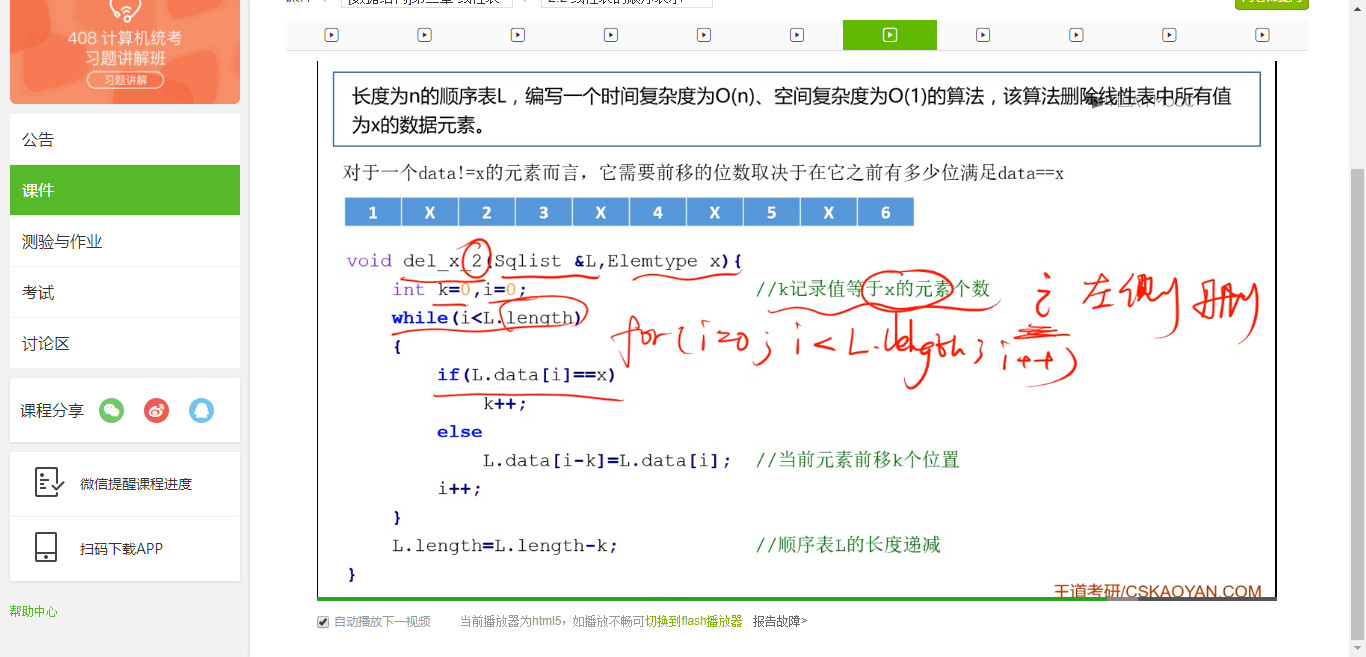 408 计算机统考
习题讲解班
习题讲解
公告
课件
测验与作业
考试
讨论区
课程分享
微信提醒课程进度
扫码下载APP
帮助中心
长度为n的顺序表L，编写一个时间复杂度为O(n)、空间复杂度为O(1)的算法，该算法删除线性表中所有值
为x的数据元素。
对于一个data!=x的元素而言，它需要前移的位数取决于在它之前有多少位满足data==x
1 X 2 3 X 4 X 5 X 6
void del_x_2(Sqlist &L,Elemtype x){
int k=0,i=0; //k记录值等于x的元素个数
i 左侧 删
while(i<L.length)
for(i=0; i<L.length; i++)
{
if(L.data[i]==x)
k++;
else
L.data[i-k]=L.data[i]; //当前元素前移k个位置
i++;
}
L.length=L.length-k; //顺序表L的长度递减
}
王道考研/CSKAOYAN.COM
自动播放下一视频 当前播放器为html5，如播放不畅可切换到flash播放器 报告故障>